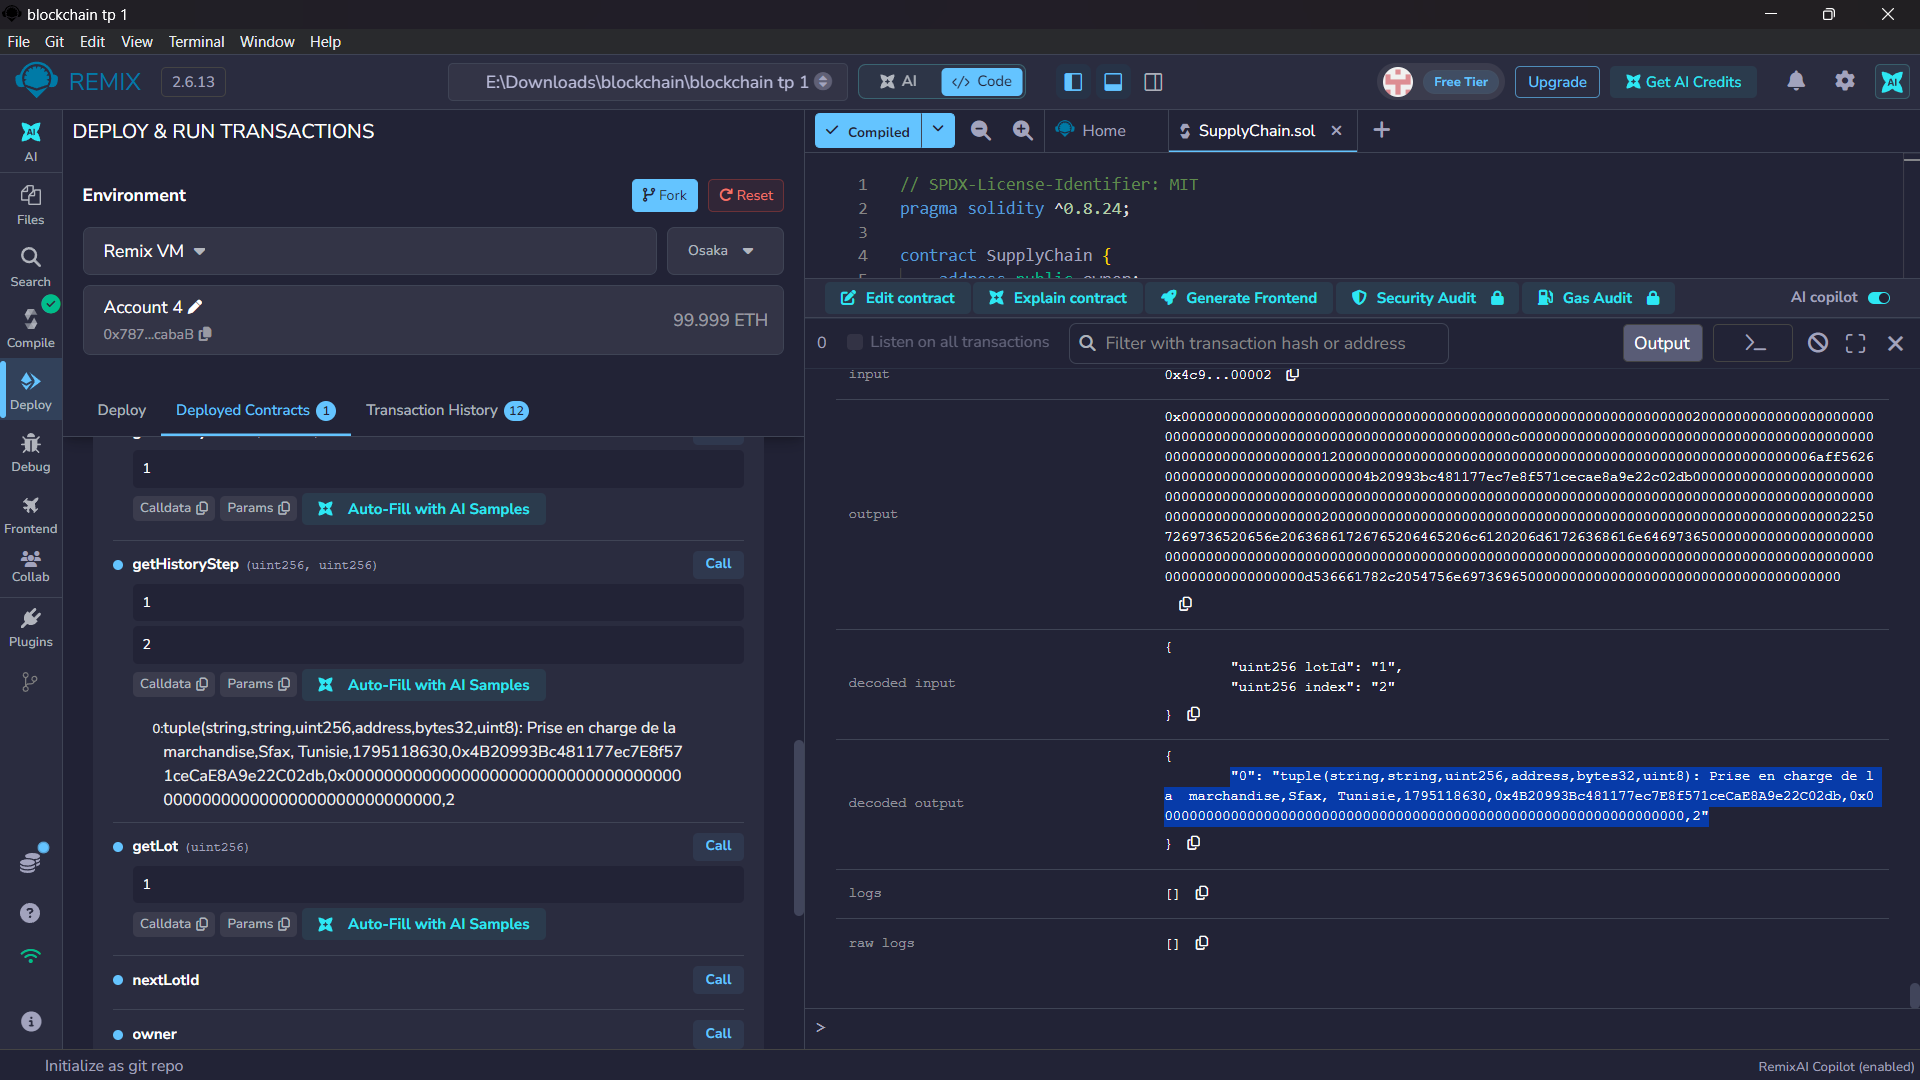 blockchain tp 1
File Git Edit View Terminal Window Help
REMIX 2.6.13
E:\Downloads\blockchain\blockchain tp 1
AI </> Code
Free Tier
Upgrade
Get AI Credits
AI
DEPLOY & RUN TRANSACTIONS
Compiled
Home
SupplyChain.sol
AI
Files
Search
Compile
Deploy
Debug
Frontend
Collab
Plugins
Environment
Fork
Reset
Remix VM
Osaka
Account 4
0x787...cabaB
99.999 ETH
Deploy
Deployed Contracts 1
Transaction History 12
1
Calldata Params Auto-Fill with AI Samples
getHistoryStep (uint256, uint256)
Call
1
2
Calldata Params Auto-Fill with AI Samples
0:tuple(string,string,uint256,address,bytes32,uint8): Prise en charge de la
marchandise,Sfax, Tunisie,1795118630,0x4B20993Bc481177ec7E8f57
1ceCaE8A9e22C02db,0x0000000000000000000000000000000000
000000000000000000000000000000,2
getLot (uint256)
Call
1
Calldata Params Auto-Fill with AI Samples
nextLotId
Call
owner
Call
1 // SPDX-License-Identifier: MIT
2 pragma solidity ^0.8.24;
3
4 contract SupplyChain {
5 address public owner;
Edit contract
Explain contract
Generate Frontend
Security Audit
Gas Audit
AI copilot
0
Listen on all transactions
Filter with transaction hash or address
Output
>_
input 0x4c9...00002
output
decoded input
{
"uint256 lotId": "1",
"uint256 index": "2"
}
decoded output
{
"0": "tuple(string,string,uint256,address,bytes32,uint8): Prise en charge de l
a  marchandise,Sfax, Tunisie,1795118630,0x4B20993Bc481177ec7E8f571ceCaE8A9e22C02db,0x0
000000000000000000000000000000000000000000000000000000000000000,2"
}
logs []
raw logs []
>
Initialize as git repo
RemixAI Copilot (enabled)